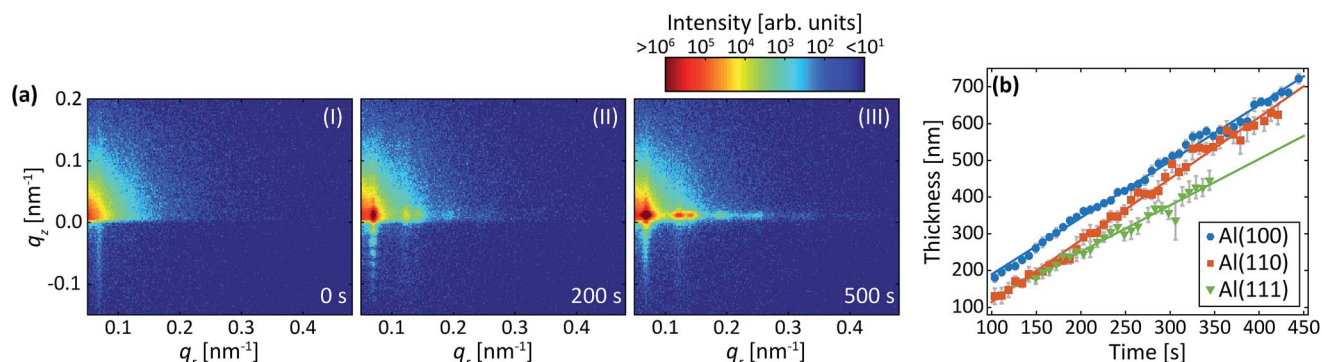 Intensity [arb. units]
>10⁶ 10⁵ 10⁴ 10³ 10² <10¹
(a)
0.2
0.1
0.0
-0.1
q_z [nm⁻¹]
(I)
0 s
0.1 0.2 0.3 0.4
q_r [nm⁻¹]
(II)
200 s
0.1 0.2 0.3 0.4
q_r [nm⁻¹]
(III)
500 s
0.1 0.2 0.3 0.4
q_r [nm⁻¹]
(b)
700
600
500
400
300
200
100
Thickness [nm]
Al(100)
Al(110)
Al(111)
100 150 200 250 300 350 400 450
Time [s]